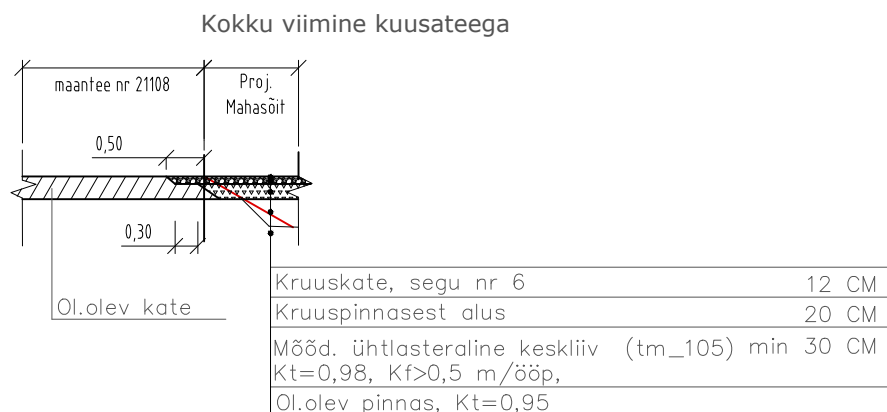 Kokku viimine kuusateega
maantee nr 21108
Proj.
Mahasõit
0,50
0,30
Ol.olev kate
Kruuskate, segu nr 6 12 CM
Kruuspinnasest alus 20 CM
Mõõd. ühtlasteraline keskliiv (tm_105) min 30 CM
Kt=0,98, Kf>0,5 m/ööp,
Ol.olev pinnas, Kt=0,95